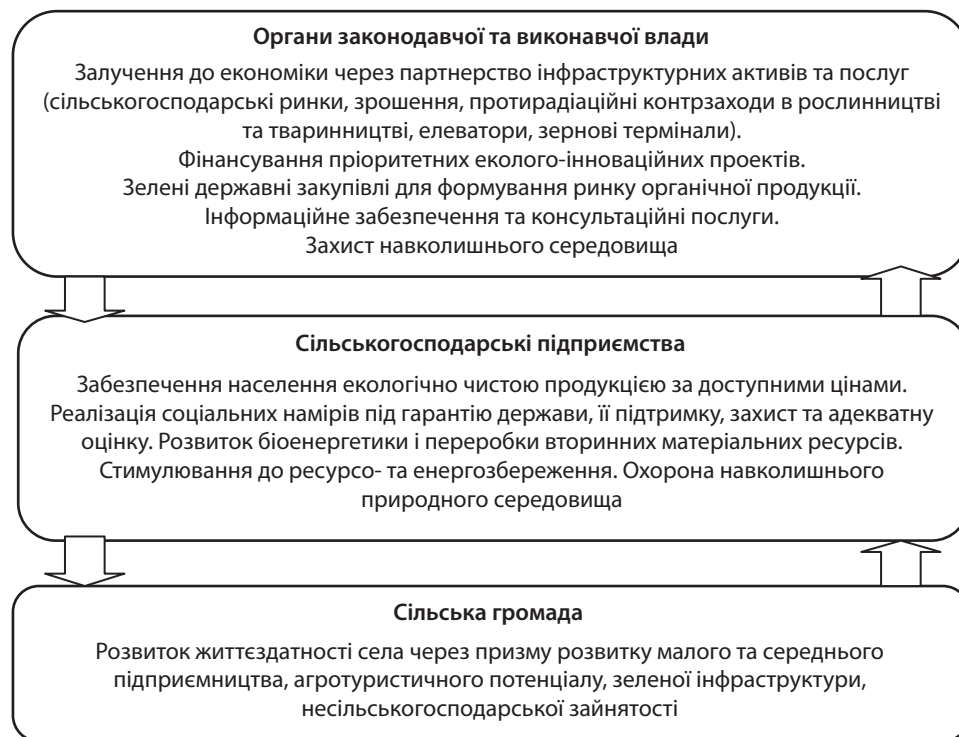 Органи законодавчої та виконавчої влади
Залучення до економіки через партнерство інфраструктурних активів та послуг
(сільськогосподарські ринки, зрошення, протирадіаційні контрзаходи в рослинництві
та тваринництві, елеватори, зернові термінали).
Фінансування пріоритетних еколого-інноваційних проектів.
Зелені державні закупівлі для формування ринку органічної продукції.
Інформаційне забезпечення та консультаційні послуги.
Захист навколишнього середовища
Сільськогосподарські підприємства
Забезпечення населення екологічно чистою продукцією за доступними цінами.
Реалізація соціальних намірів під гарантію держави, її підтримку, захист та адекватну
оцінку. Розвиток біоенергетики і переробки вторинних матеріальних ресурсів.
Стимулювання до ресурсо- та енергозбереження. Охорона навколишнього
природного середовища
Сільська громада
Розвиток життєздатності села через призму розвитку малого та середнього
підприємництва, агротуристичного потенціалу, зеленої інфраструктури,
несільськогосподарської зайнятості